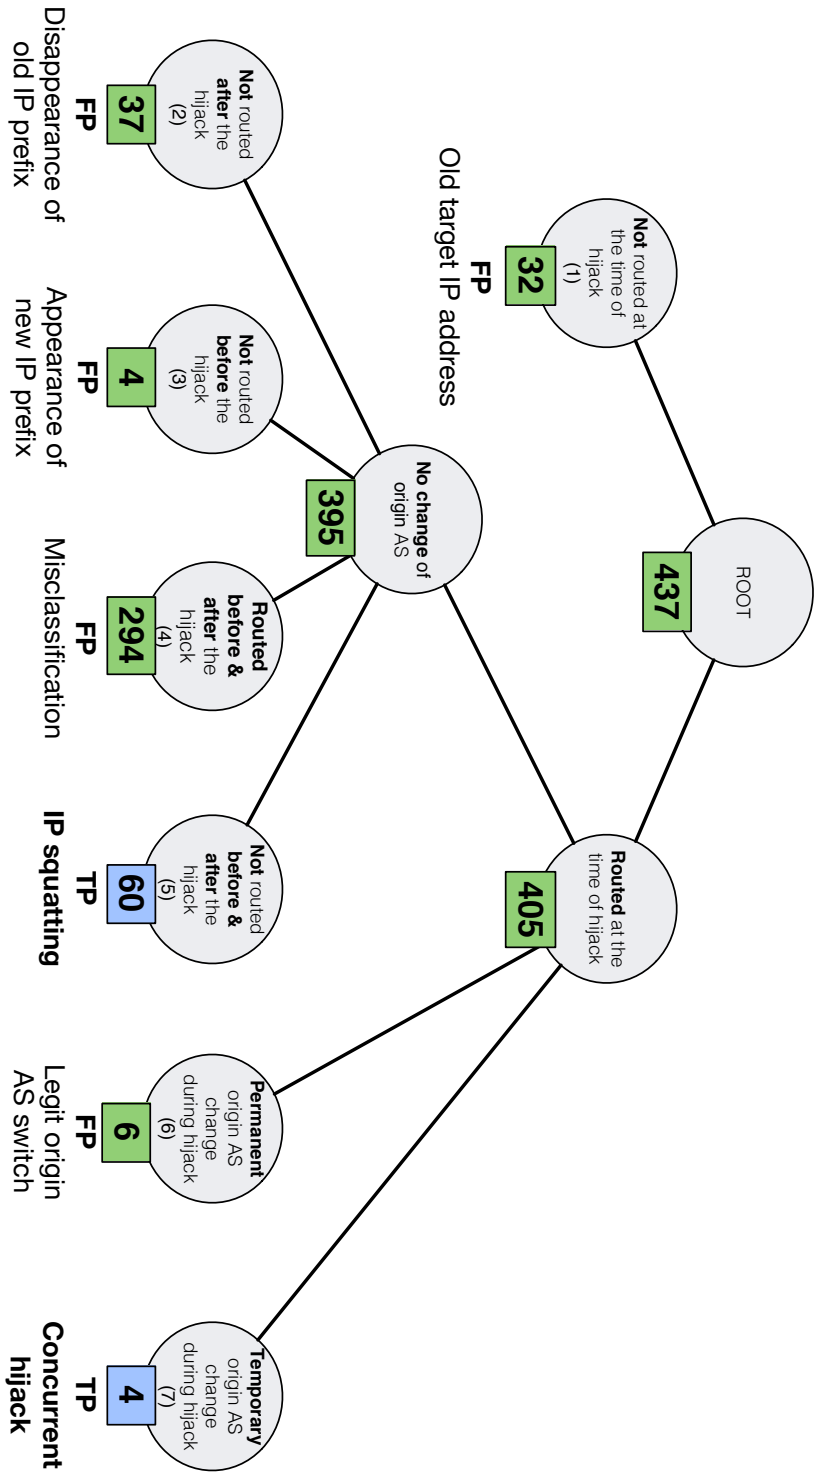 ROOT
437
Not routed at
the time of
hijack
(1)
32
FP
Old target IP address
Routed at the
time of hijack
405
No change of
origin AS
395
Not routed
after the
hijack
(2)
37
FP
Disappearance of
old IP prefix
Not routed
before the
hijack
(3)
4
FP
Appearance of
new IP prefix
Routed
before &
after the
hijack
(4)
294
FP
Misclassification
Not routed
before &
after the
hijack
(5)
60
TP
IP squatting
Permanent
origin AS
change
during hijack
(6)
6
FP
Legit origin
AS switch
Temporary
origin AS
change
during hijack
(7)
4
TP
Concurrent
hijack